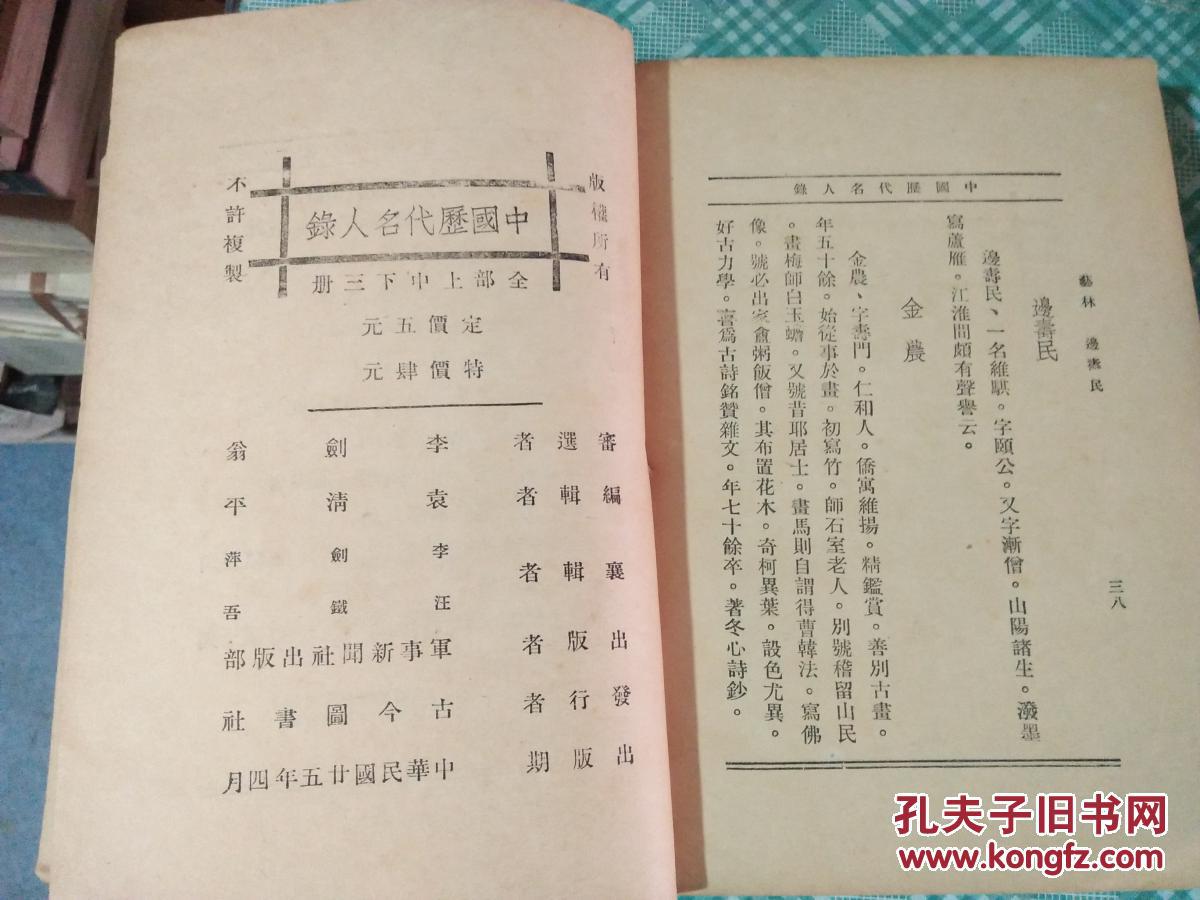 中國歷代名人錄
藝林　邊壽民
三八
邊壽民
邊壽民、一名維騏。字頤公。又字漸僧。山陽諸生。潑墨
寫蘆雁。江淮間頗有聲譽云。
金農
金農、字壽門。仁和人。僑寓維揚。精鑑賞。善別古畫。
年五十餘。始從事於畫。初寫竹。師石室老人。別號稽留山民
。畫梅師白玉蟾。又號昔耶居士。畫馬則自謂得曹韓法。寫佛
像。號必出家盦粥飯僧。其布置花木。奇柯異葉。設色尤異。
好古力學。喜爲古詩銘贊雜文。年七十餘卒。著冬心詩鈔。
版權所有
不許複製
中國歷代名人錄
全部上中下三册
定價五元
特價肆元
審選者　李劍翁
編輯者　袁淸平
襄輯者　李劍萍
汪鐵吾
出版者　軍事新聞社出版部
發行者　古今圖書社
出版期　中華民國廿五年四月
孔夫子旧书网
www.kongfz.com